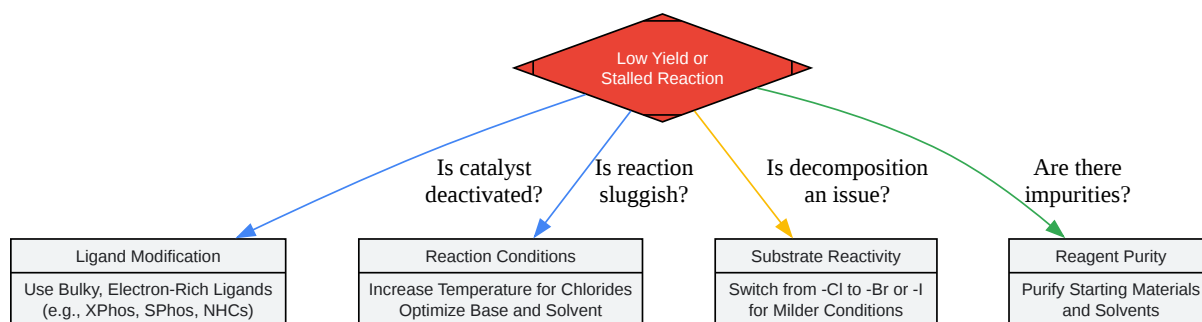 Low Yield or
Stalled Reaction
Is catalyst
deactivated?
Is reaction
sluggish?
Is decomposition
an issue?
Are there
impurities?
Ligand Modification
Use Bulky, Electron-Rich Ligands
(e.g., XPhos, SPhos, NHCs)
Reaction Conditions
Increase Temperature for Chlorides
Optimize Base and Solvent
Substrate Reactivity
Switch from -Cl to -Br or -I
for Milder Conditions
Reagent Purity
Purify Starting Materials
and Solvents